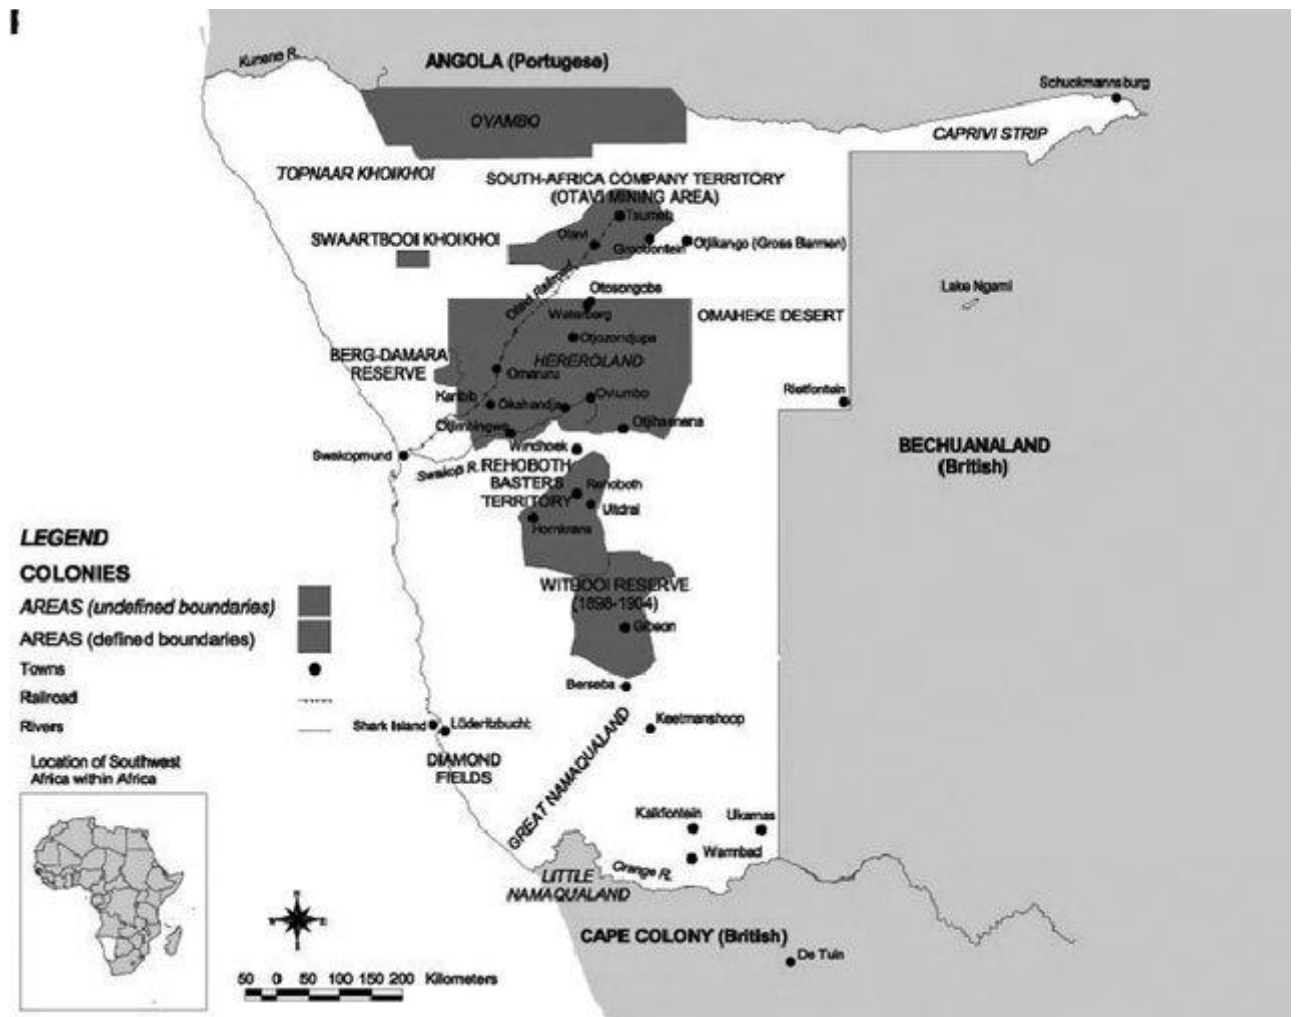 Kunene R.
ANGOLA (Portugese)
Schuckmannsburg
OVAMBO
CAPRIVI STRIP
TOPNAAR KHOIKHOI
SOUTH-AFRICA COMPANY TERRITORY
(OTAVI MINING AREA)
Tsumeb
SWAARTBOOI KHOIKHOI
Otavi
Grootfontein
Otjikango (Gross Barmen)
Otavi Railroad
Lake Ngami
Otosongoba
Waterberg
OMAHEKE DESERT
Otjozondjupa
BERG-DAMARA
RESERVE
HEREROLAND
Omaruru
Karibib
Okahandja
Oviumbo
Rietfontein
Otjimbingwe
Otjihaenena
Swakopmund
Windhoek
Swakop R.
REHOBOTH
BASTERS
TERRITORY
Rehoboth
Uitdrai
Hornkrans
BECHUANALAND
(British)
LEGEND
COLONIES
AREAS (undefined boundaries)
AREAS (defined boundaries)
Towns
Railroad
Rivers
WITBOOI RESERVE
(1898-1904)
Gibeon
Berseba
Keetmanshoop
Shark Island
Lüderitzbucht
DIAMOND
FIELDS
GREAT NAMAQUALAND
Location of Southwest
Africa within Africa
Kalkfontein
Ukamas
Warmbad
Orange R.
LITTLE
NAMAQUALAND
CAPE COLONY (British)
De Tuin
50 0 50 100 150 200 Kilometers